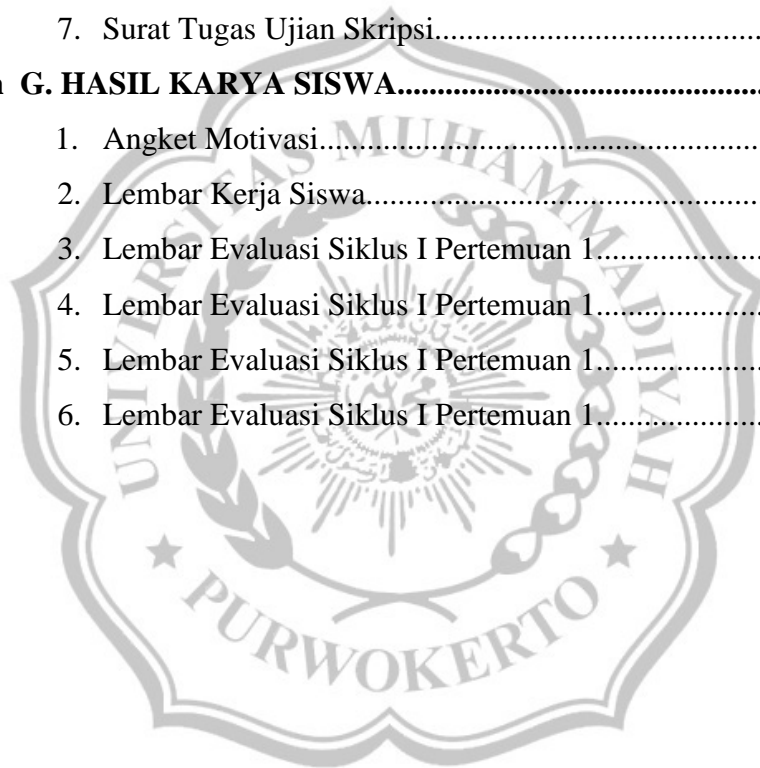 7. Surat Tugas Ujian Skripsi.......................................
G. HASIL KARYA SISWA.............................................
1. Angket Motivasi.......................................................
2. Lembar Kerja Siswa.................................................
3. Lembar Evaluasi Siklus I Pertemuan 1....................
4. Lembar Evaluasi Siklus I Pertemuan 1....................
5. Lembar Evaluasi Siklus I Pertemuan 1....................
6. Lembar Evaluasi Siklus I Pertemuan 1....................
UNIVERSITAS MUHAMMADIYAH
PURWOKERTO